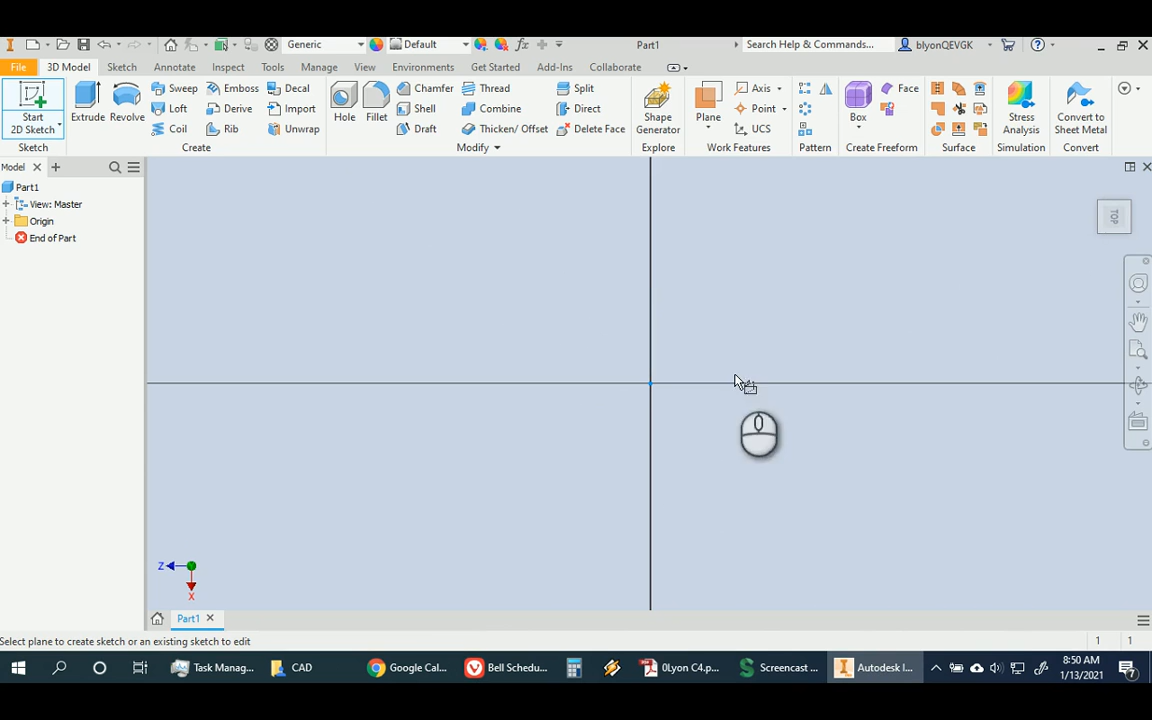 Generic Default fx Part1 Search Help & Commands... blyonQEVGK
File 3D Model Sketch Annotate Inspect Tools Manage View Environments Get Started Add-Ins Collaborate
Start 2D Sketch Extrude Revolve Sweep Emboss Decal Hole Fillet Chamfer Thread Split Shape Generator Plane Axis Box Face Stress Analysis Convert to Sheet Metal
Loft Derive Import Shell Combine Direct Point
Coil Rib Unwrap Draft Thicken/ Offset Delete Face UCS
Sketch Create Modify Explore Work Features Pattern Create Freeform Surface Simulation Convert
Model
Part1
View: Master
Origin
End of Part
TOP
Z
X
Part1
Select plane to create sketch or an existing sketch to edit 1 1
Task Manag... CAD Google Cal... Bell Schedu... 0Lyon C4.p... Screencast ... Autodesk I... 8:50 AM
1/13/2021
7